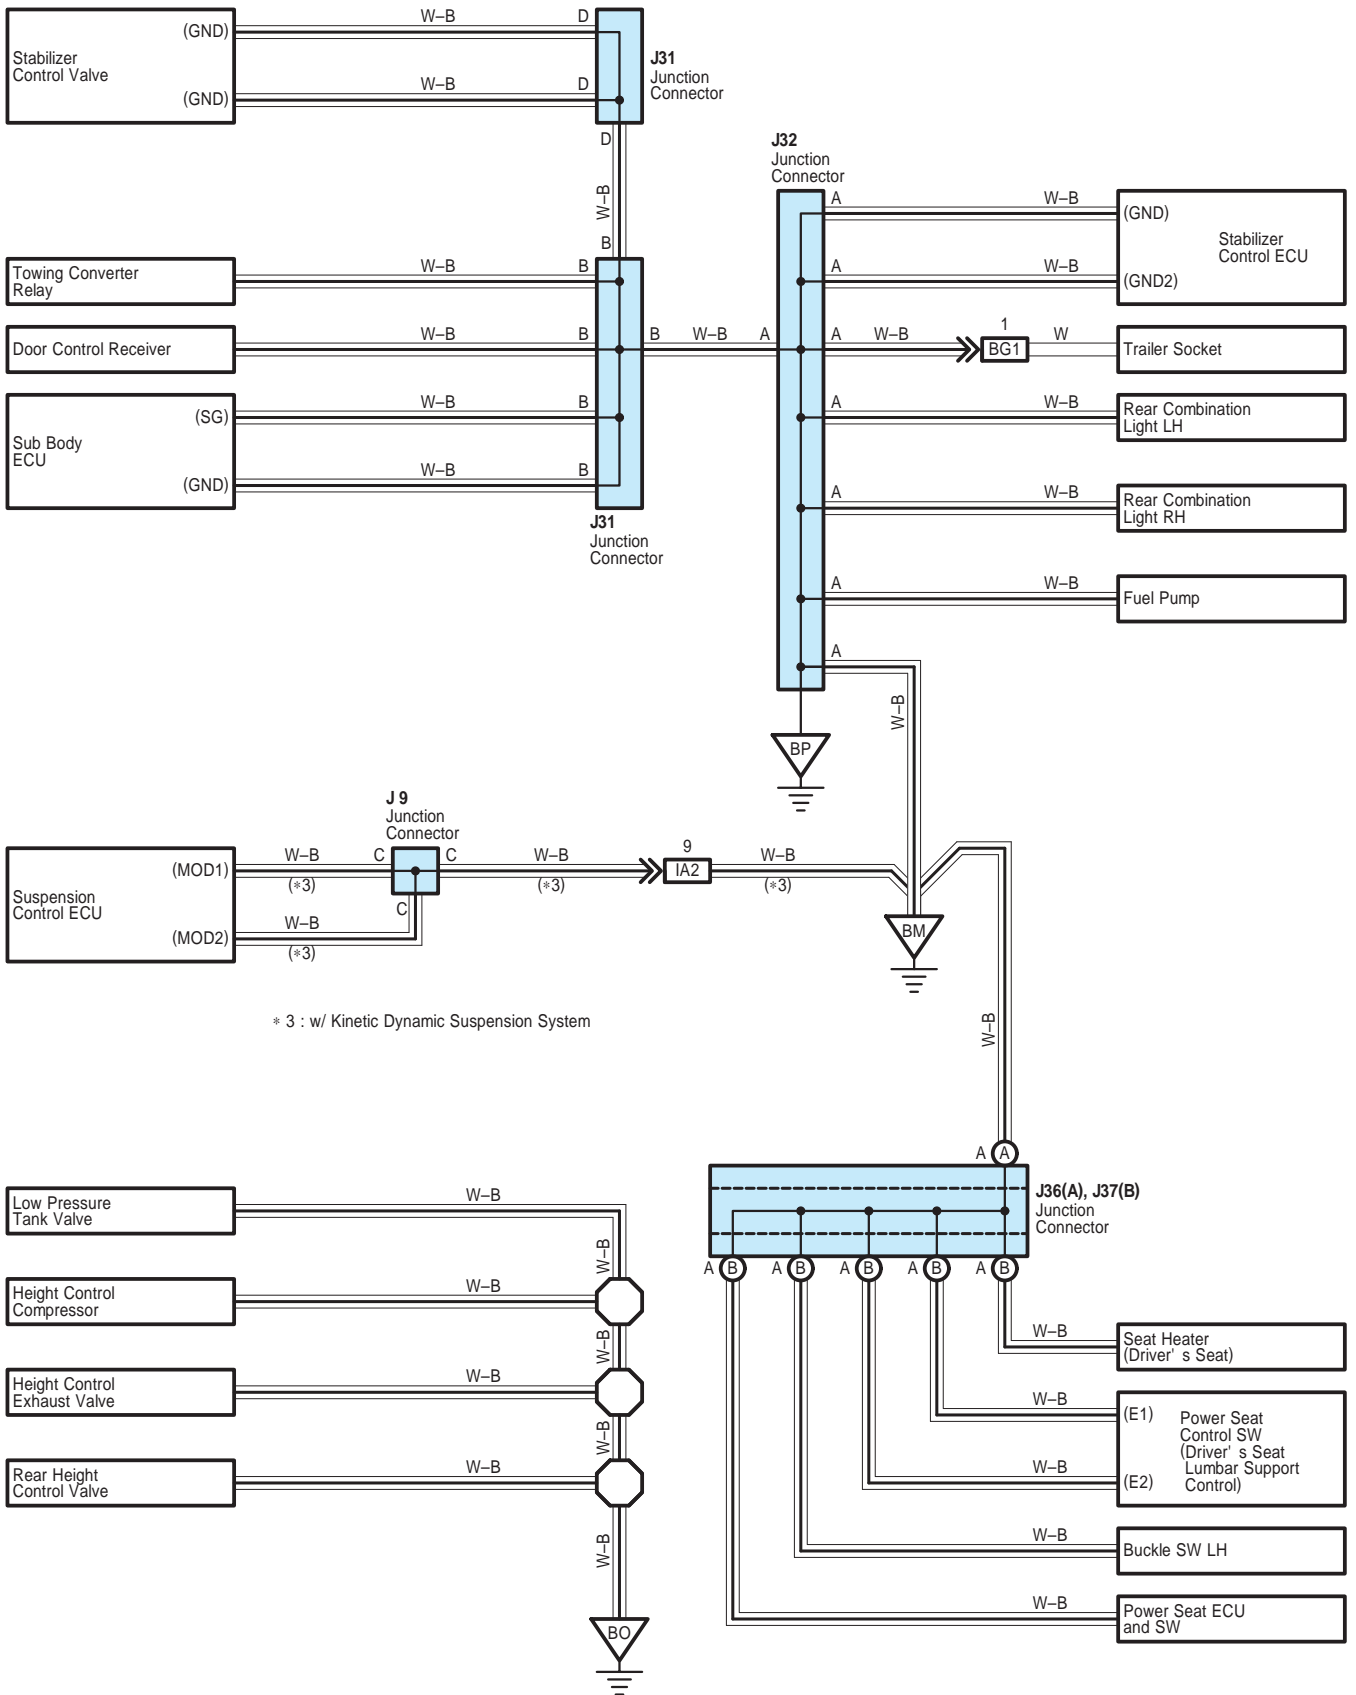 W–B
D
(GND)
Stabilizer
Control Valve
W–B
D
(GND)
J31
Junction
Connector
D
W–B
B
J32
Junction
Connector
A
W–B
(GND)
Stabilizer
Control ECU
A
W–B
(GND2)
Towing Converter
Relay
W–B
B
Door Control Receiver
W–B
B
B
W–B
A
A
W–B
1
BG1
W
Trailer Socket
(SG)
W–B
B
Sub Body
ECU
(GND)
W–B
B
J31
Junction
Connector
A
W–B
Rear Combination
Light LH
A
W–B
Rear Combination
Light RH
A
W–B
Fuel Pump
A
W–B
BP
J 9
Junction
Connector
Suspension
Control ECU
(MOD1)
W–B
(*3)
C
C
W–B
(*3)
9
IA2
W–B
(*3)
C
(MOD2)
W–B
(*3)
BM
* 3 : w/ Kinetic Dynamic Suspension System
W–B
A
A
J36(A), J37(B)
Junction
Connector
A
B
A
B
A
B
A
B
A
B
Low Pressure
Tank Valve
W–B
W–B
Height Control
Compressor
W–B
W–B
Height Control
Exhaust Valve
W–B
W–B
Rear Height
Control Valve
W–B
W–B
BO
W–B
Seat Heater
(Driver' s Seat)
W–B
(E1)
Power Seat
Control SW
(Driver' s Seat
Lumbar Support
Control)
W–B
(E2)
W–B
Buckle SW LH
W–B
Power Seat ECU
and SW